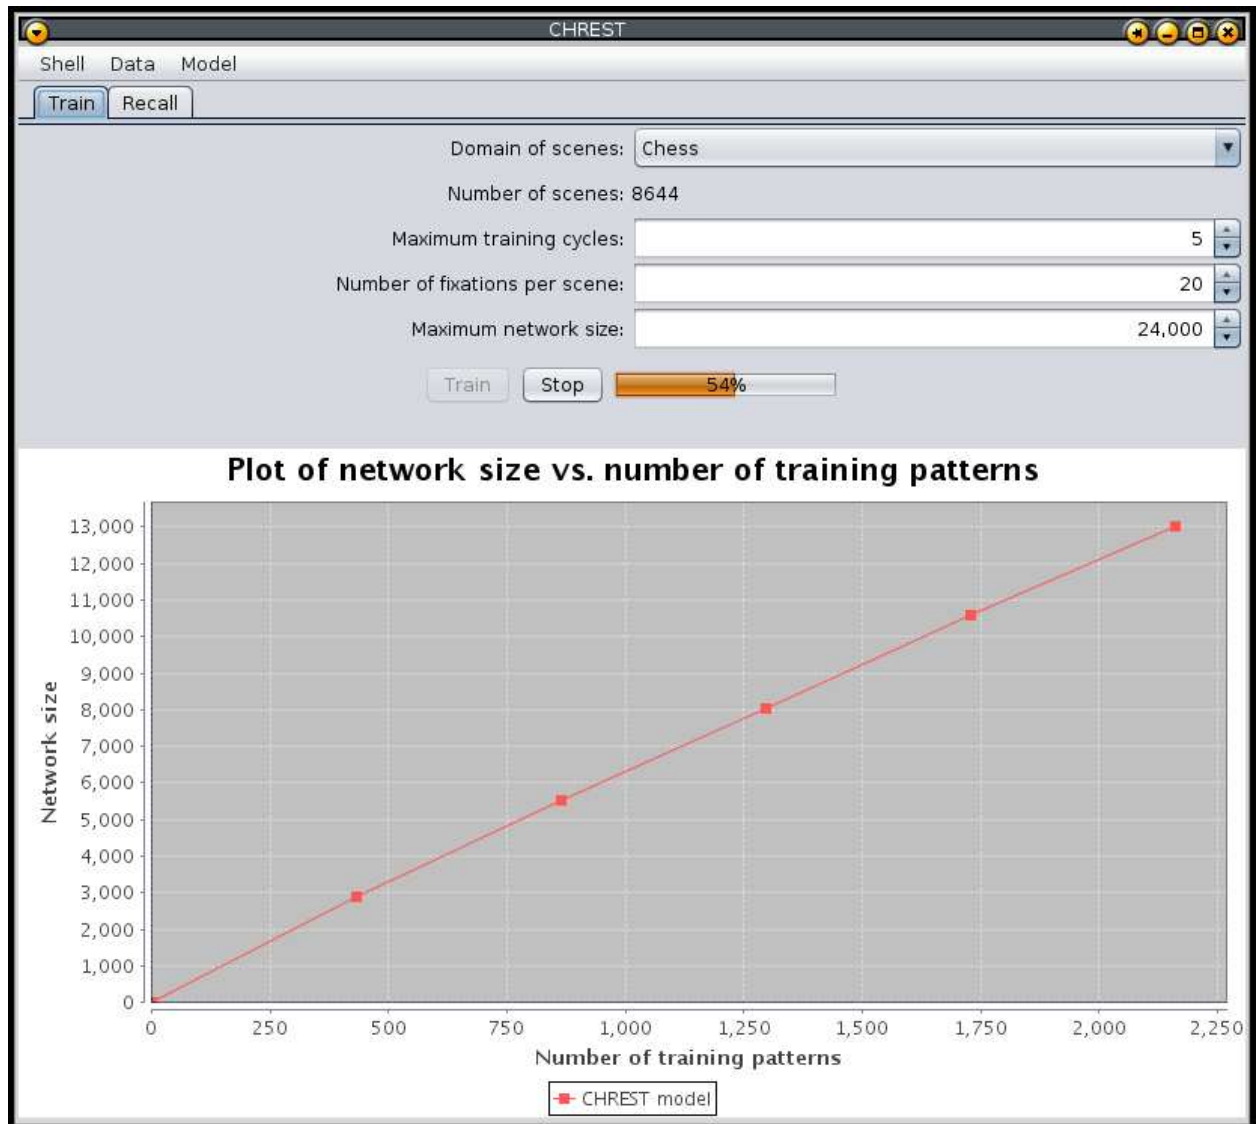 CHREST
Shell Data Model
Train Recall
Domain of scenes: Chess
Number of scenes: 8644
Maximum training cycles: 5
Number of fixations per scene: 20
Maximum network size: 24,000
Train Stop 54%
Plot of network size vs. number of training patterns
13,000
12,000
11,000
10,000
9,000
8,000
7,000
6,000
5,000
4,000
3,000
2,000
1,000
0
Network size
0 250 500 750 1,000 1,250 1,500 1,750 2,000 2,250
Number of training patterns
CHREST model